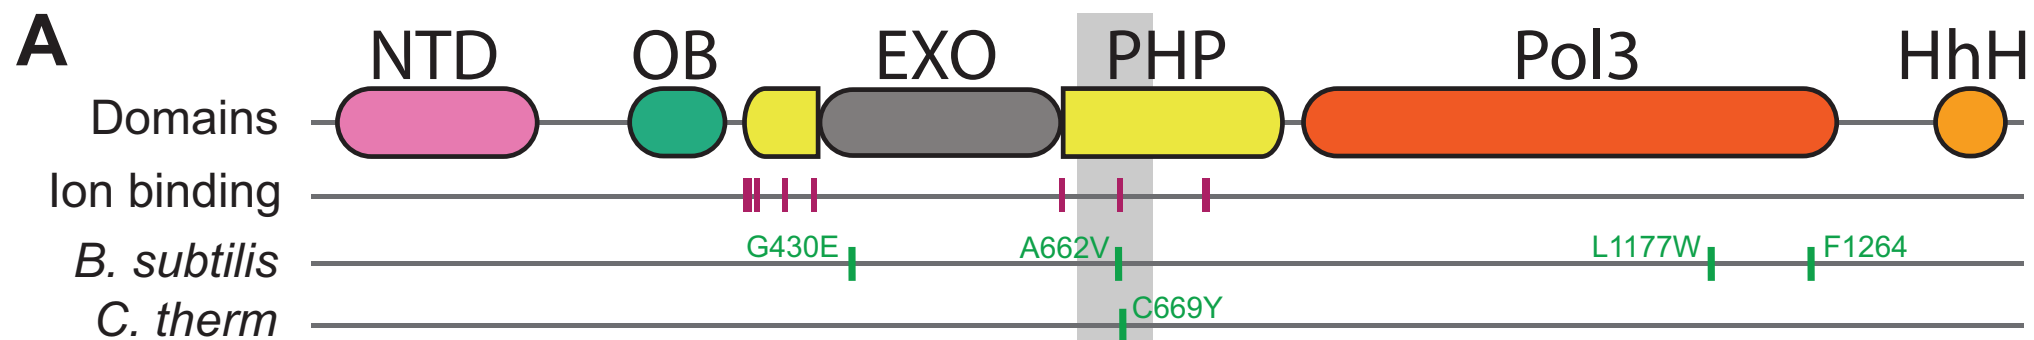 A
NTD OB EXO PHP Pol3 HhH
Domains
Ion binding
B. subtilis G430E A662V L1177W F1264
C. therm C669Y